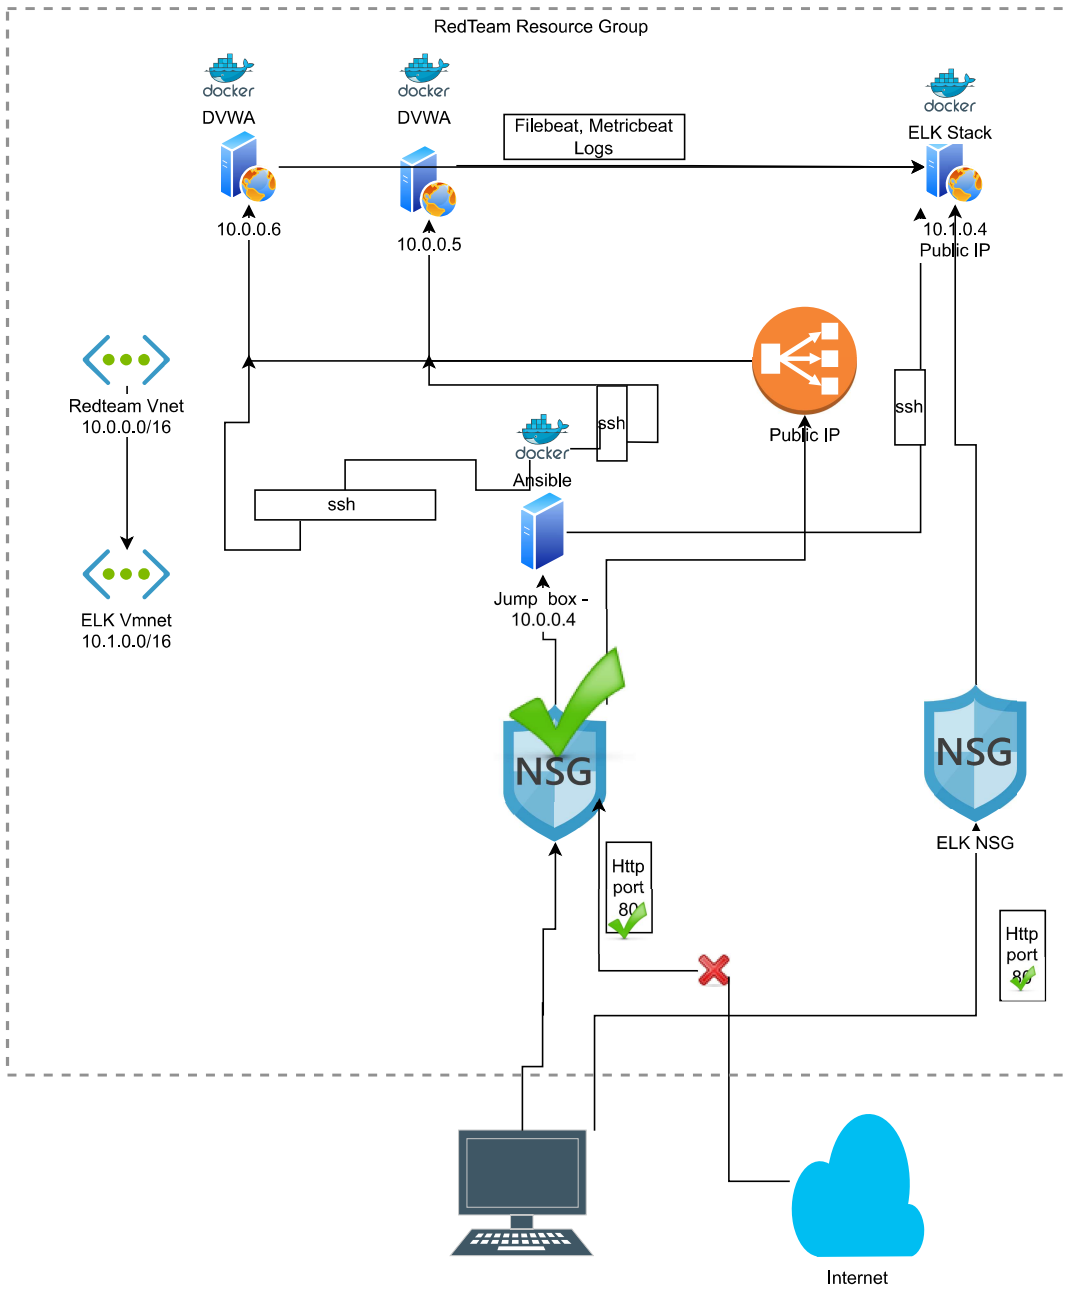 RedTeam Resource Group
docker
DVWA
docker
DVWA
Filebeat, Metricbeat
Logs
docker
ELK Stack
10.0.0.6
10.0.0.5
10.1.0.4
Public IP
Redteam Vnet
10.0.0.0/16
Public IP
ssh
ssh
docker
Ansible
ssh
ELK Vmnet
10.1.0.0/16
Jump box -
10.0.0.4
NSG
NSG
ELK NSG
Http
port
80
Http
port
80
Internet